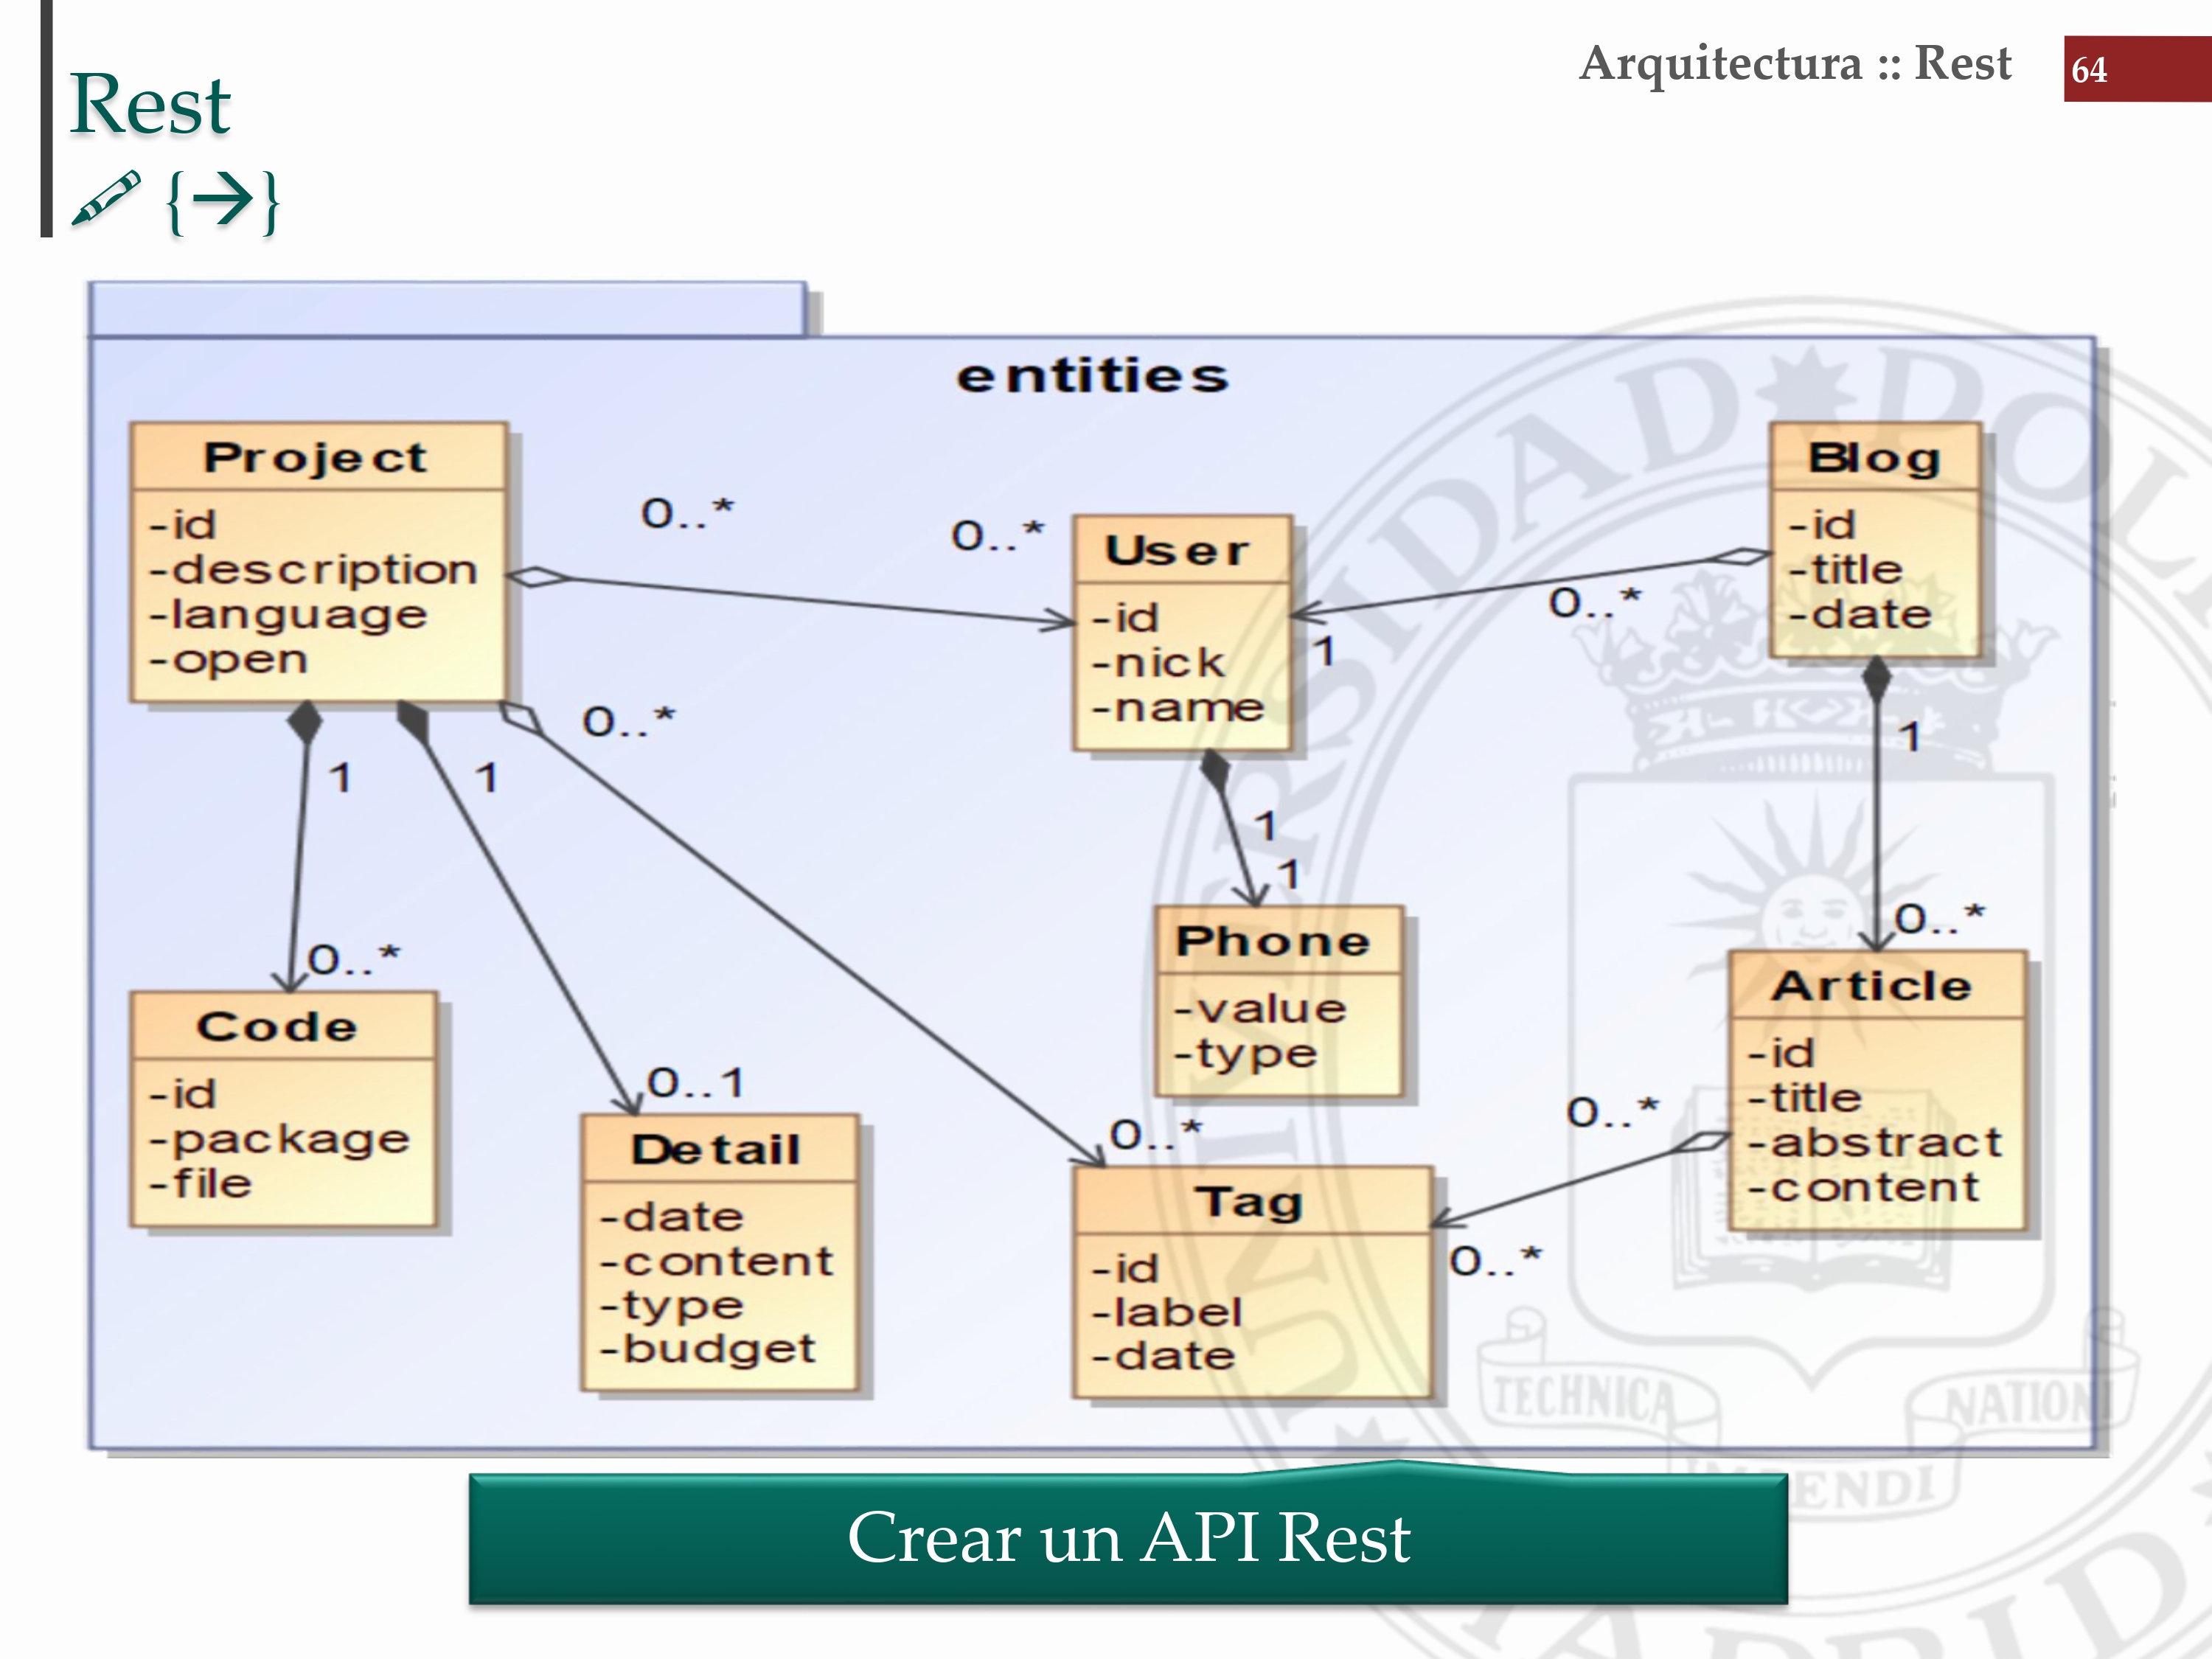 Arquitectura :: Rest
64
Rest
{→}
entities
Project
-id
-description
-language
-open
0..*
0..*
User
-id
-nick
-name
Blog
-id
-title
-date
0..*
1
1
1
0..*
1
1
1
0..*
0..*
Code
-id
-package
-file
0..1
Detail
-date
-content
-type
-budget
Phone
-value
-type
0..*
Tag
-id
-label
-date
Article
-id
-title
-abstract
-content
0..*
0..*
TECHNICA
Crear un API Rest